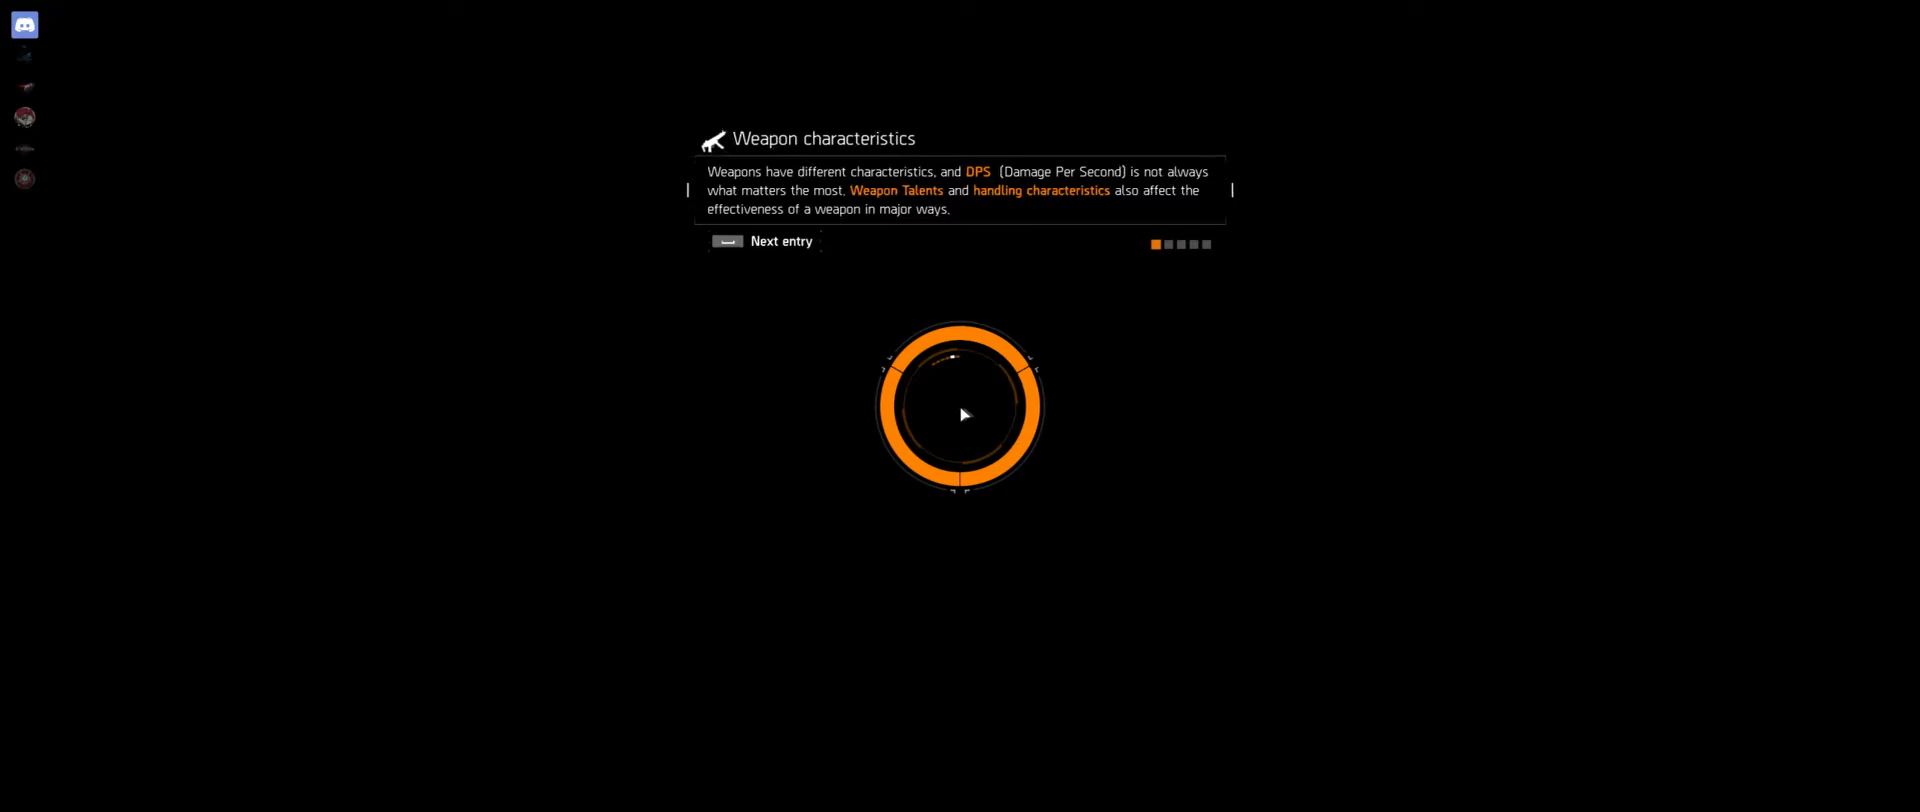 Weapon characteristics
Weapons have different characteristics, and DPS (Damage Per Second) is not always
what matters the most. Weapon Talents and handling characteristics also affect the
effectiveness of a weapon in major ways.
Next entry